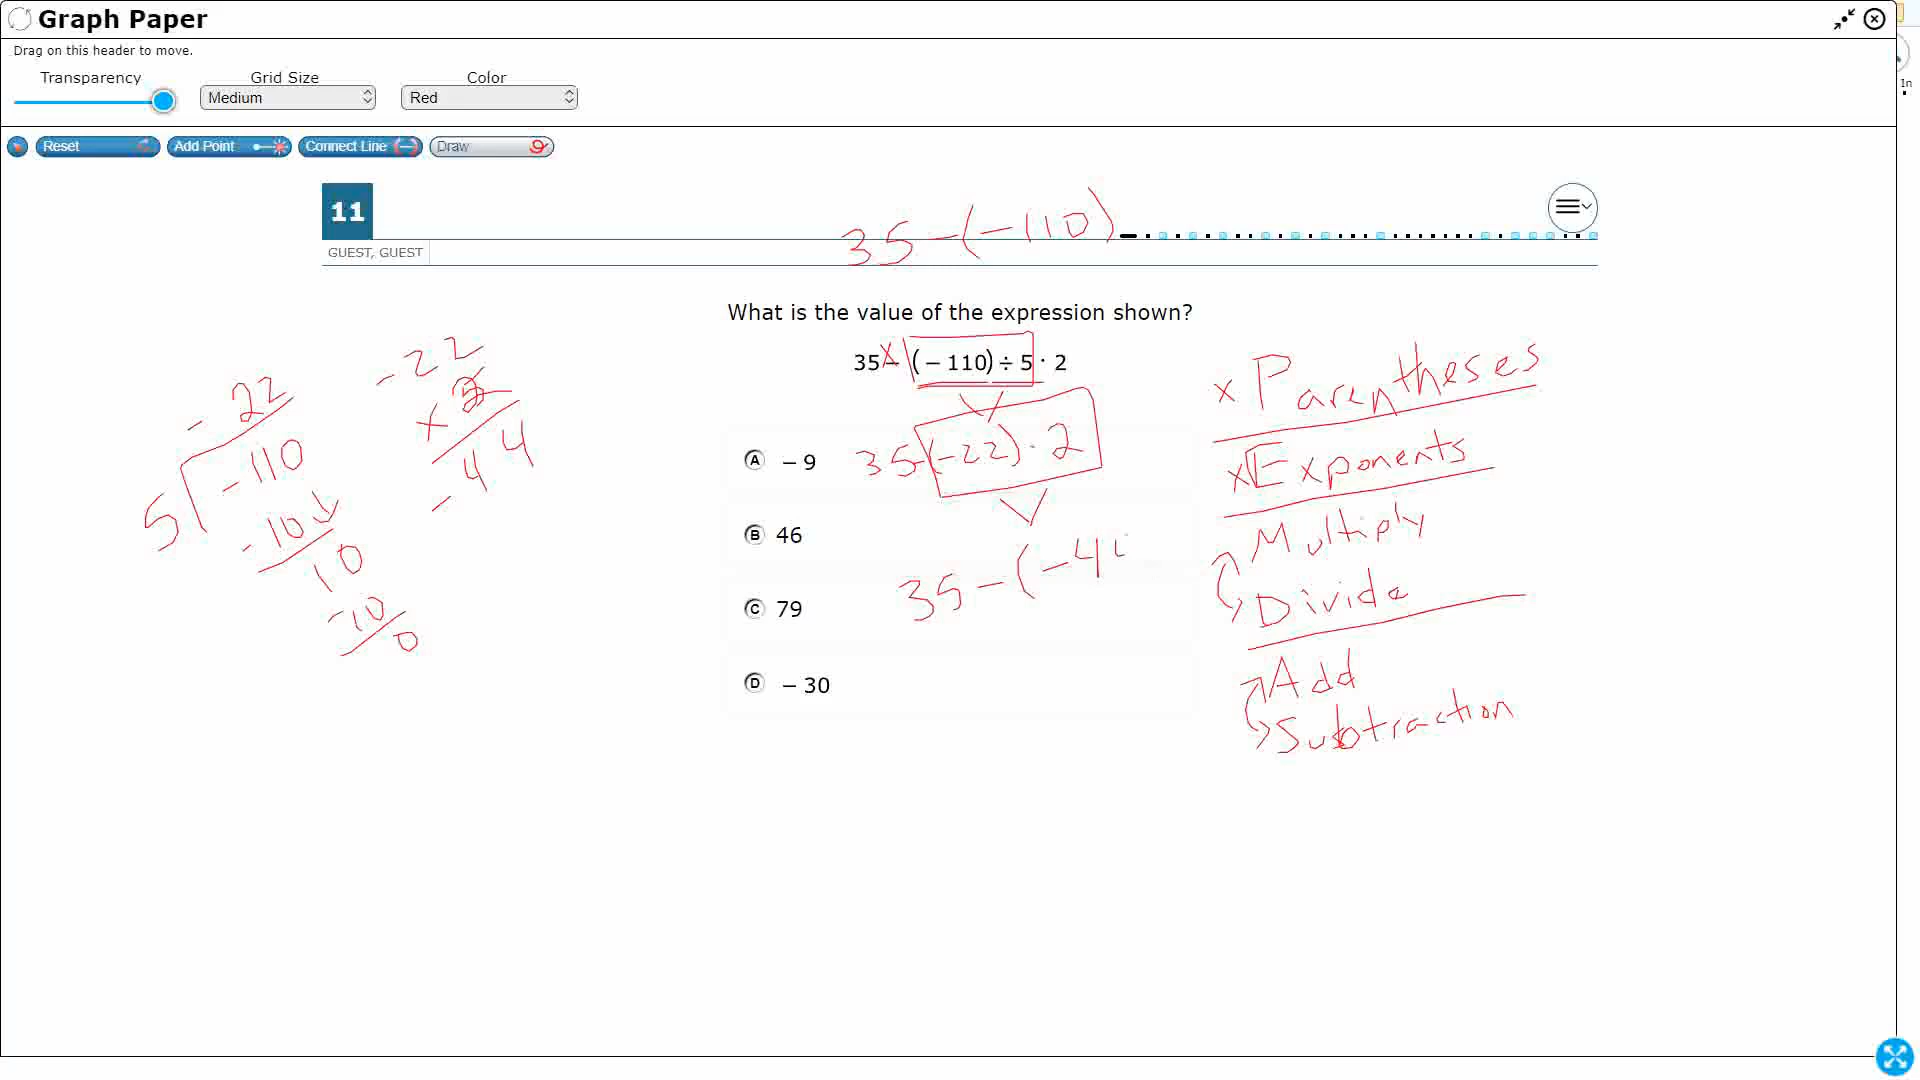 Graph Paper
Drag on this header to move.
Transparency Grid Size Color
Medium Red
Reset Add Point Connect Line Draw
In
11
35 - (-110)
GUEST, GUEST
What is the value of the expression shown?
35 - (-110) ÷ 5 · 2
A - 9
B 46
C 79
D - 30
35 - (-22) · 2
35 - (-4
- 22
5 -110
-10
10
-10
0
- 22
x 2
- 44
x Parentheses
x Exponents
Multiply
Divide
Add
Subtraction